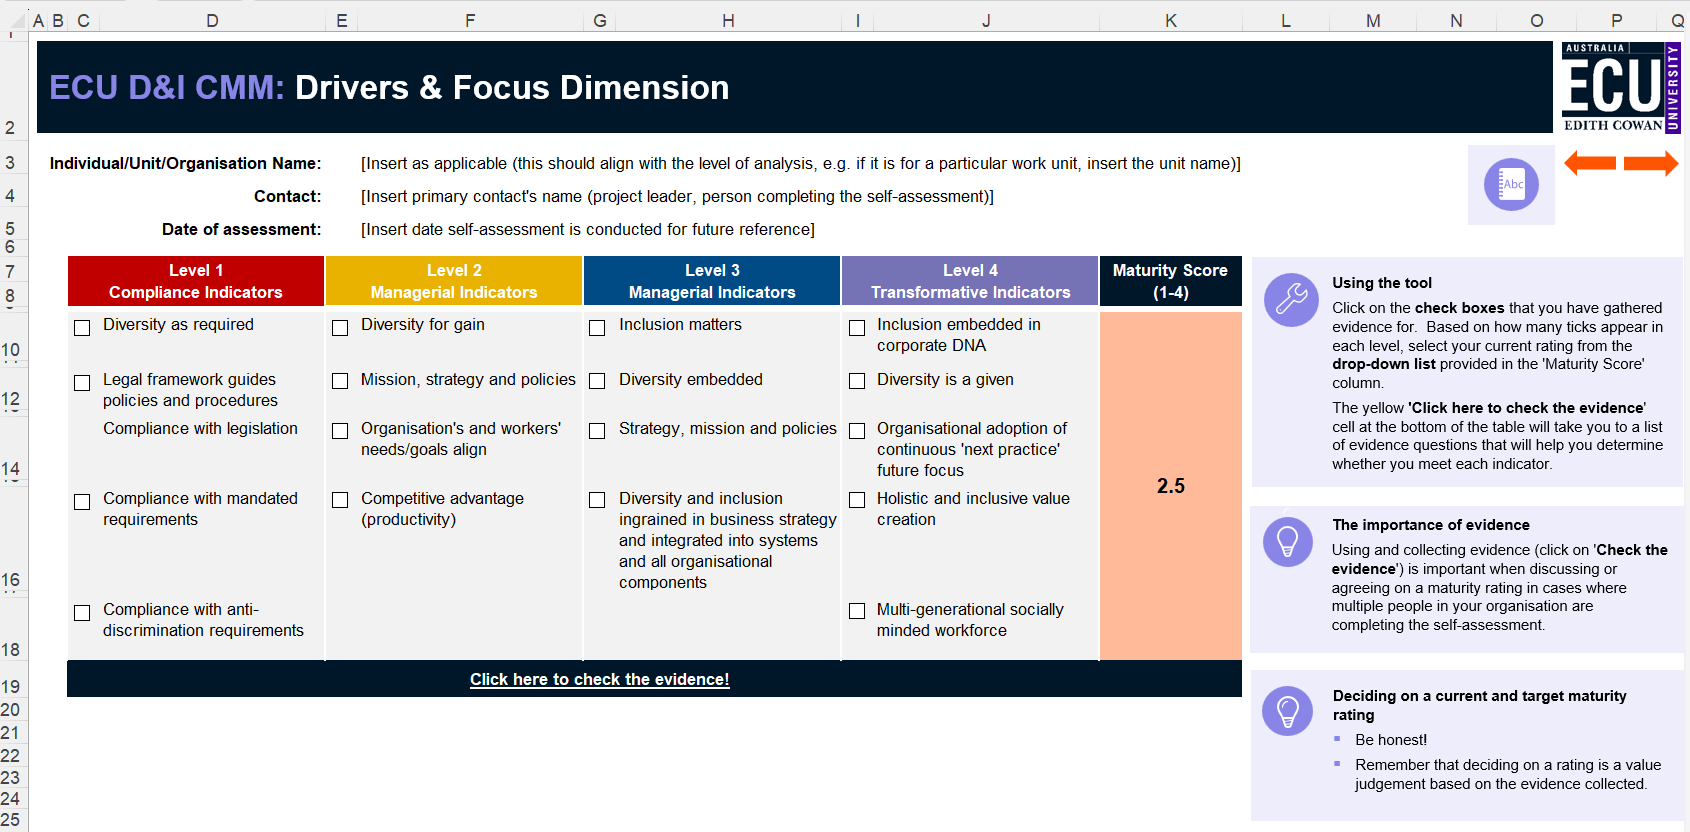 A B C D E F G H I J K L M N O P Q
1
2
3
4
5
6
7
8
10
12
14
16
18
19
20
21
22
23
24
25
ECU D&I CMM: Drivers & Focus Dimension
AUSTRALIA
ECU
EDITH COWAN
UNIVERSITY
Individual/Unit/Organisation Name: [Insert as applicable (this should align with the level of analysis, e.g. if it is for a particular work unit, insert the unit name)]
Contact: [Insert primary contact's name (project leader, person completing the self-assessment)]
Date of assessment: [Insert date self-assessment is conducted for future reference]
Abc
Level 1
Compliance Indicators
Diversity as required
Legal framework guides
policies and procedures
Compliance with legislation
Compliance with mandated
requirements
Compliance with anti-
discrimination requirements
Level 2
Managerial Indicators
Diversity for gain
Mission, strategy and policies
Organisation's and workers'
needs/goals align
Competitive advantage
(productivity)
Level 3
Managerial Indicators
Inclusion matters
Diversity embedded
Strategy, mission and policies
Diversity and inclusion
ingrained in business strategy
and integrated into systems
and all organisational
components
Level 4
Transformative Indicators
Inclusion embedded in
corporate DNA
Diversity is a given
Organisational adoption of
continuous 'next practice'
future focus
Holistic and inclusive value
creation
Multi-generational socially
minded workforce
Maturity Score
(1-4)
2.5
Click here to check the evidence!
Using the tool
Click on the check boxes that you have gathered
evidence for.  Based on how many ticks appear in
each level, select your current rating from the
drop-down list provided in the 'Maturity Score'
column.
The yellow 'Click here to check the evidence'
cell at the bottom of the table will take you to a list
of evidence questions that will help you determine
whether you meet each indicator.
The importance of evidence
Using and collecting evidence (click on 'Check the
evidence') is important when discussing or
agreeing on a maturity rating in cases where
multiple people in your organisation are
completing the self-assessment.
Deciding on a current and target maturity
rating
▪ Be honest!
▪ Remember that deciding on a rating is a value
judgement based on the evidence collected.